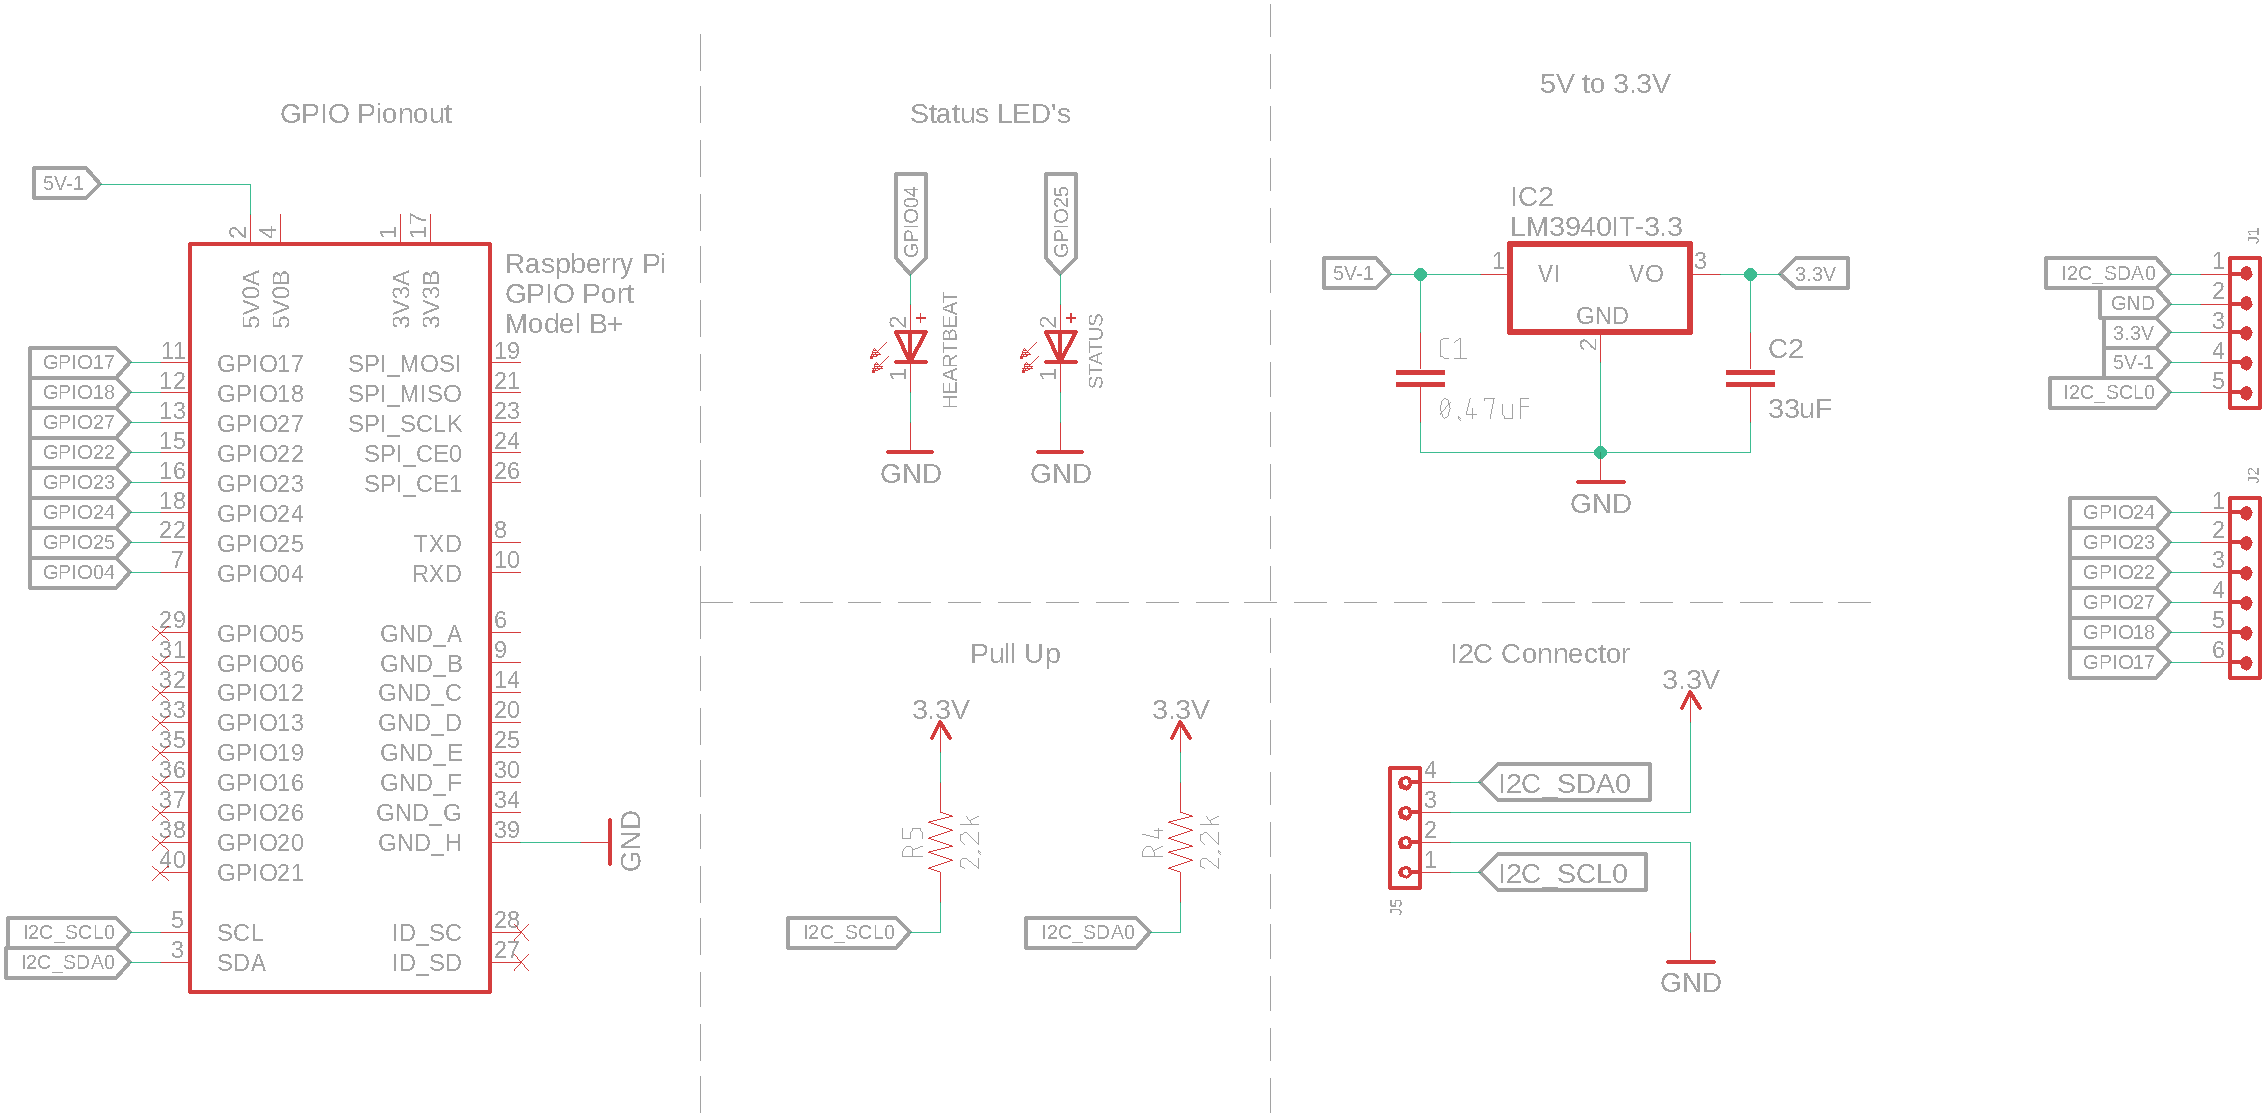 GPIO Pionout
5V-1
2
4
1
17
5V0A
5V0B
3V3A
3V3B
Raspberry Pi
GPIO Port
Model B+
GPIO17 11 GPIO17 SPI_MOSI 19
GPIO18 12 GPIO18 SPI_MISO 21
GPIO27 13 GPIO27 SPI_SCLK 23
GPIO22 15 GPIO22 SPI_CE0 24
GPIO23 16 GPIO23 SPI_CE1 26
GPIO24 18 GPIO24
GPIO25 22 GPIO25 TXD 8
GPIO04 7 GPIO04 RXD 10
29 GPIO05 GND_A 6
31 GPIO06 GND_B 9
32 GPIO12 GND_C 14
33 GPIO13 GND_D 20
35 GPIO19 GND_E 25
36 GPIO16 GND_F 30
37 GPIO26 GND_G 34
38 GPIO20 GND_H 39 GND
40 GPIO21
I2C_SCL0 5 SCL ID_SC 28
I2C_SDA0 3 SDA ID_SD 27
Status LED's
GPIO04
2 +
1
HEARTBEAT
GND
GPIO25
2 +
1
STATUS
GND
5V to 3.3V
IC2
LM3940IT-3.3
5V-1 1 VI VO 3 3.3V
GND
2
C1
0.47uF
C2
33uF
GND
Pull Up
3.3V
R5
2.2k
I2C_SCL0
3.3V
R4
2.2k
I2C_SDA0
I2C Connector
3.3V
4 I2C_SDA0
3
2
1 I2C_SCL0
J5
GND
J1
I2C_SDA0 1
GND 2
3.3V 3
5V-1 4
I2C_SCL0 5
J2
GPIO24 1
GPIO23 2
GPIO22 3
GPIO27 4
GPIO18 5
GPIO17 6